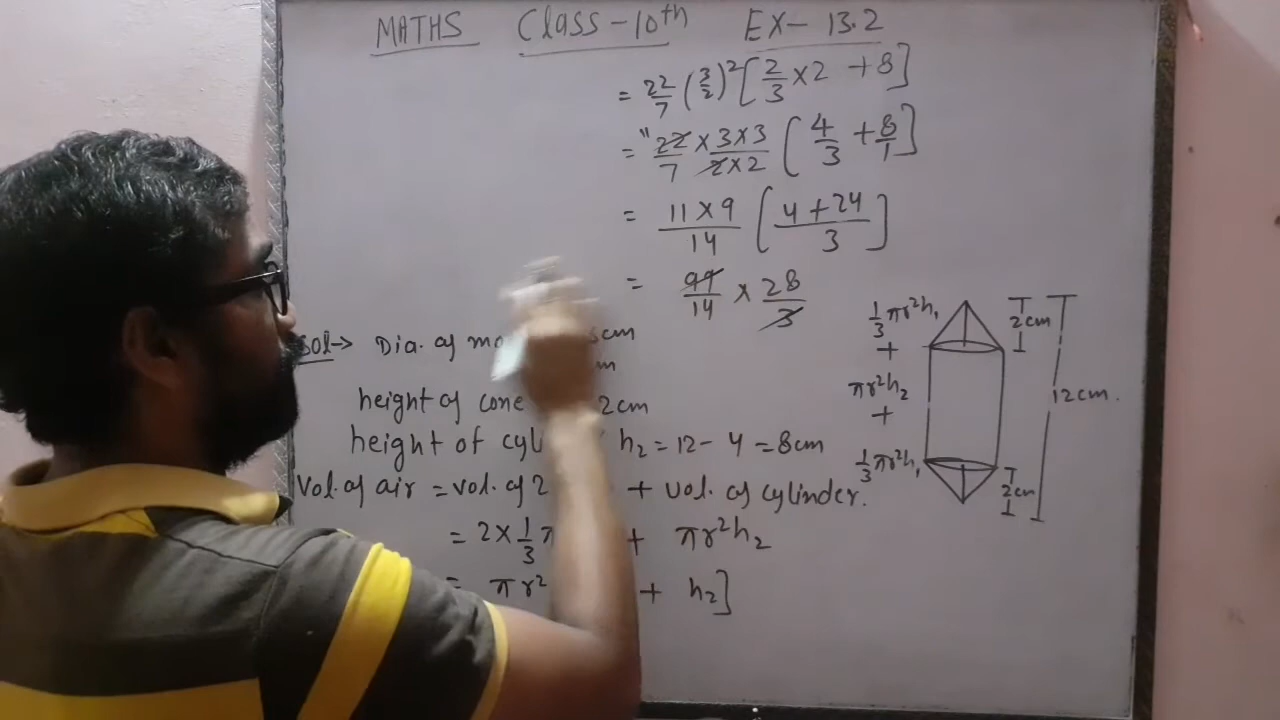 MATHS Class-10th EX-13.2
= 22/7 (3/2)² [2/3 × 2 + 8]
= 11 22/7 × 3×3/2×2 [4/3 + 8/1]
= 11×9/14 [4+24/3]
= 99/14 × 28/3
Sol→ Dia. of cm
height of cone 2cm
height of h₂ = 12 - 4 = 8cm
Vol. of air = vol. of 2 + vol. of cylinder.
= 2 × 1/3 π + πr²h₂
= πr² + h₂]
1/3 πr²h₁
+
πr²h₂
+
1/3 πr²h₁
2cm
12cm.
2cm